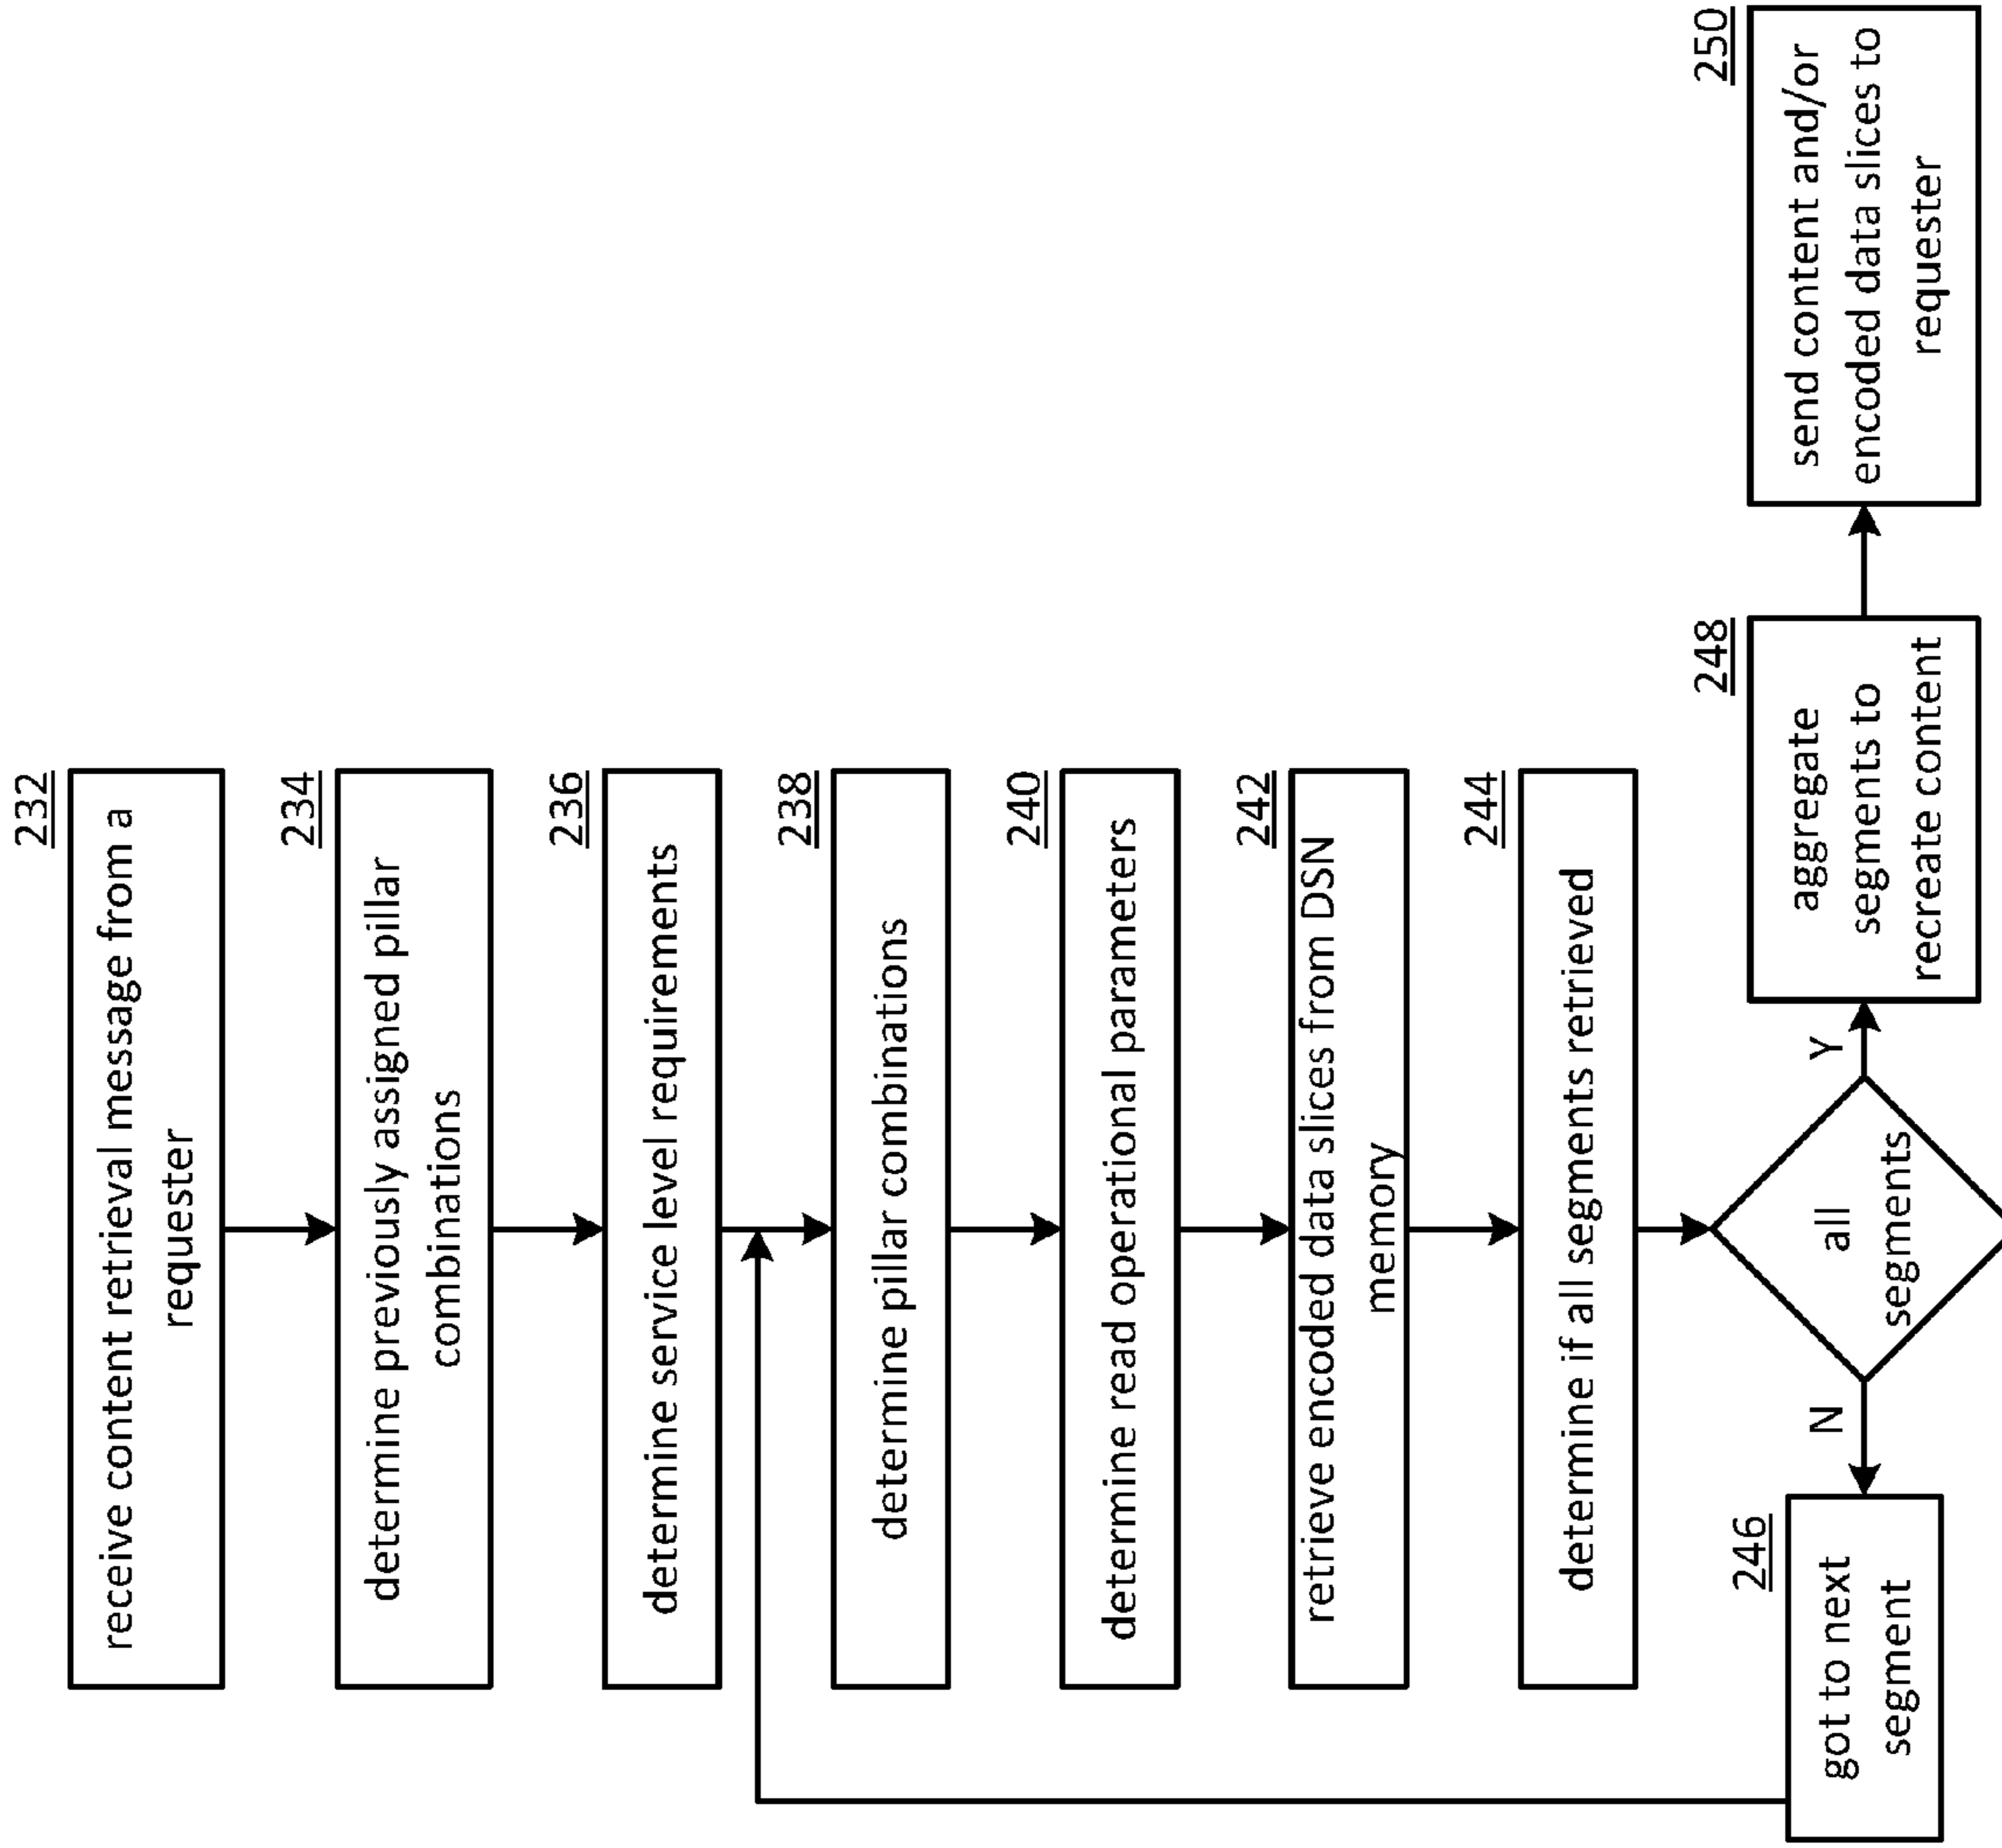 232
receive content retrieval message from a
requester
234
determine previously assigned pillar
combinations
236
determine service level requirements
238
determine pillar combinations
240
determine read operational parameters
242
retrieve encoded data slices from DSN
memory
244
determine if all segments retrieved
all
segments
N
Y
246
got to next
segment
248
aggregate
segments to
recreate content
250
send content and/or
encoded data slices to
requester